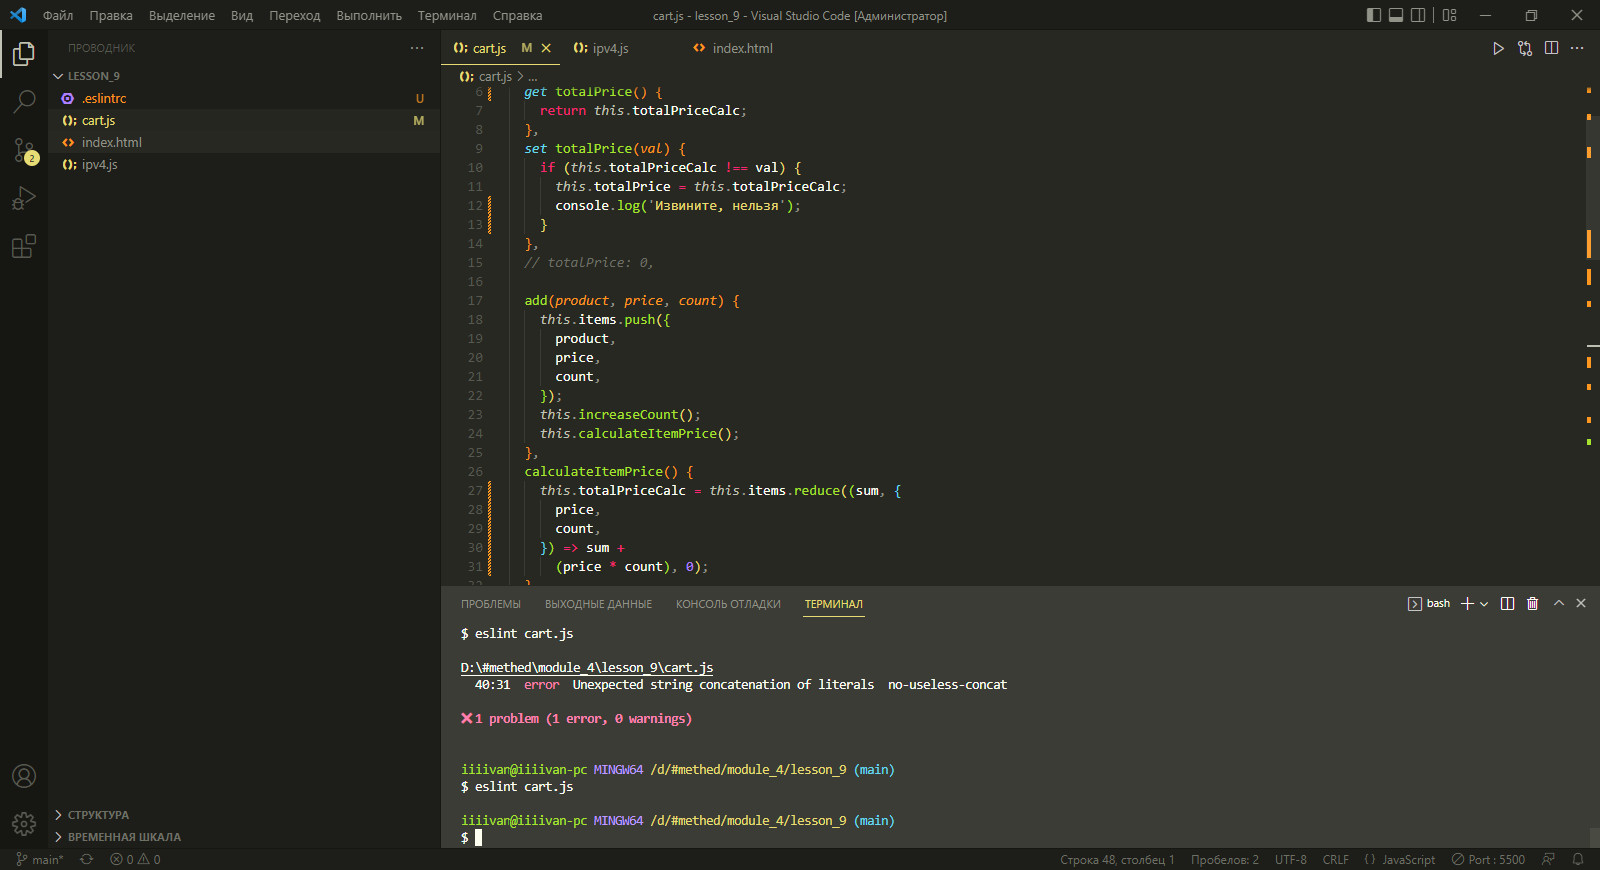 Файл Правка Выделение Вид Переход Выполнить Терминал Справка
cart.js - lesson_9 - Visual Studio Code [Администратор]
ПРОВОДНИК
LESSON_9
.eslintrc U
cart.js M
index.html
ipv4.js
2
СТРУКТУРА
ВРЕМЕННАЯ ШКАЛА
cart.js M
ipv4.js
index.html
cart.js > ...
6 get totalPrice() {
7 return this.totalPriceCalc;
8 },
9 set totalPrice(val) {
10 if (this.totalPriceCalc !== val) {
11 this.totalPrice = this.totalPriceCalc;
12 console.log('Извините, нельзя');
13 }
14 },
15 // totalPrice: 0,
16
17 add(product, price, count) {
18 this.items.push({
19 product,
20 price,
21 count,
22 });
23 this.increaseCount();
24 this.calculateItemPrice();
25 },
26 calculateItemPrice() {
27 this.totalPriceCalc = this.items.reduce((sum, {
28 price,
29 count,
30 }) => sum +
31 (price * count), 0);
ПРОБЛЕМЫ ВЫХОДНЫЕ ДАННЫЕ КОНСОЛЬ ОТЛАДКИ ТЕРМИНАЛ
bash
$ eslint cart.js
D:\#methed\module_4\lesson_9\cart.js
40:31 error Unexpected string concatenation of literals no-useless-concat
1 problem (1 error, 0 warnings)
iiiivan@iiiivan-pc MINGW64 /d/#methed/module_4/lesson_9 (main)
$ eslint cart.js
iiiivan@iiiivan-pc MINGW64 /d/#methed/module_4/lesson_9 (main)
$
main* 0 0
Строка 48, столбец 1 Пробелов: 2 UTF-8 CRLF {} JavaScript Port : 5500